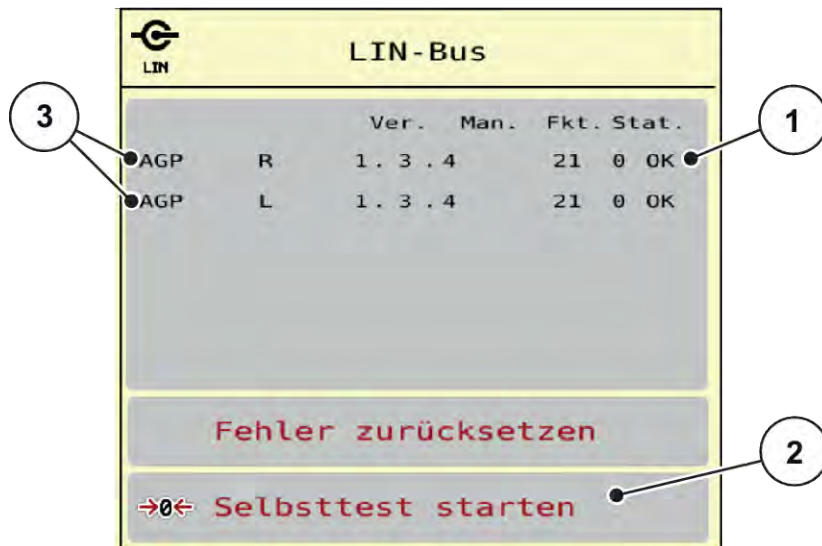 LIN
LIN-Bus
Ver. Man. Fkt. Stat.
AGP R 1.3.4 21 0 OK
AGP L 1.3.4 21 0 OK
Fehler zurücksetzen
→0← Selbsttest starten
3
1
2